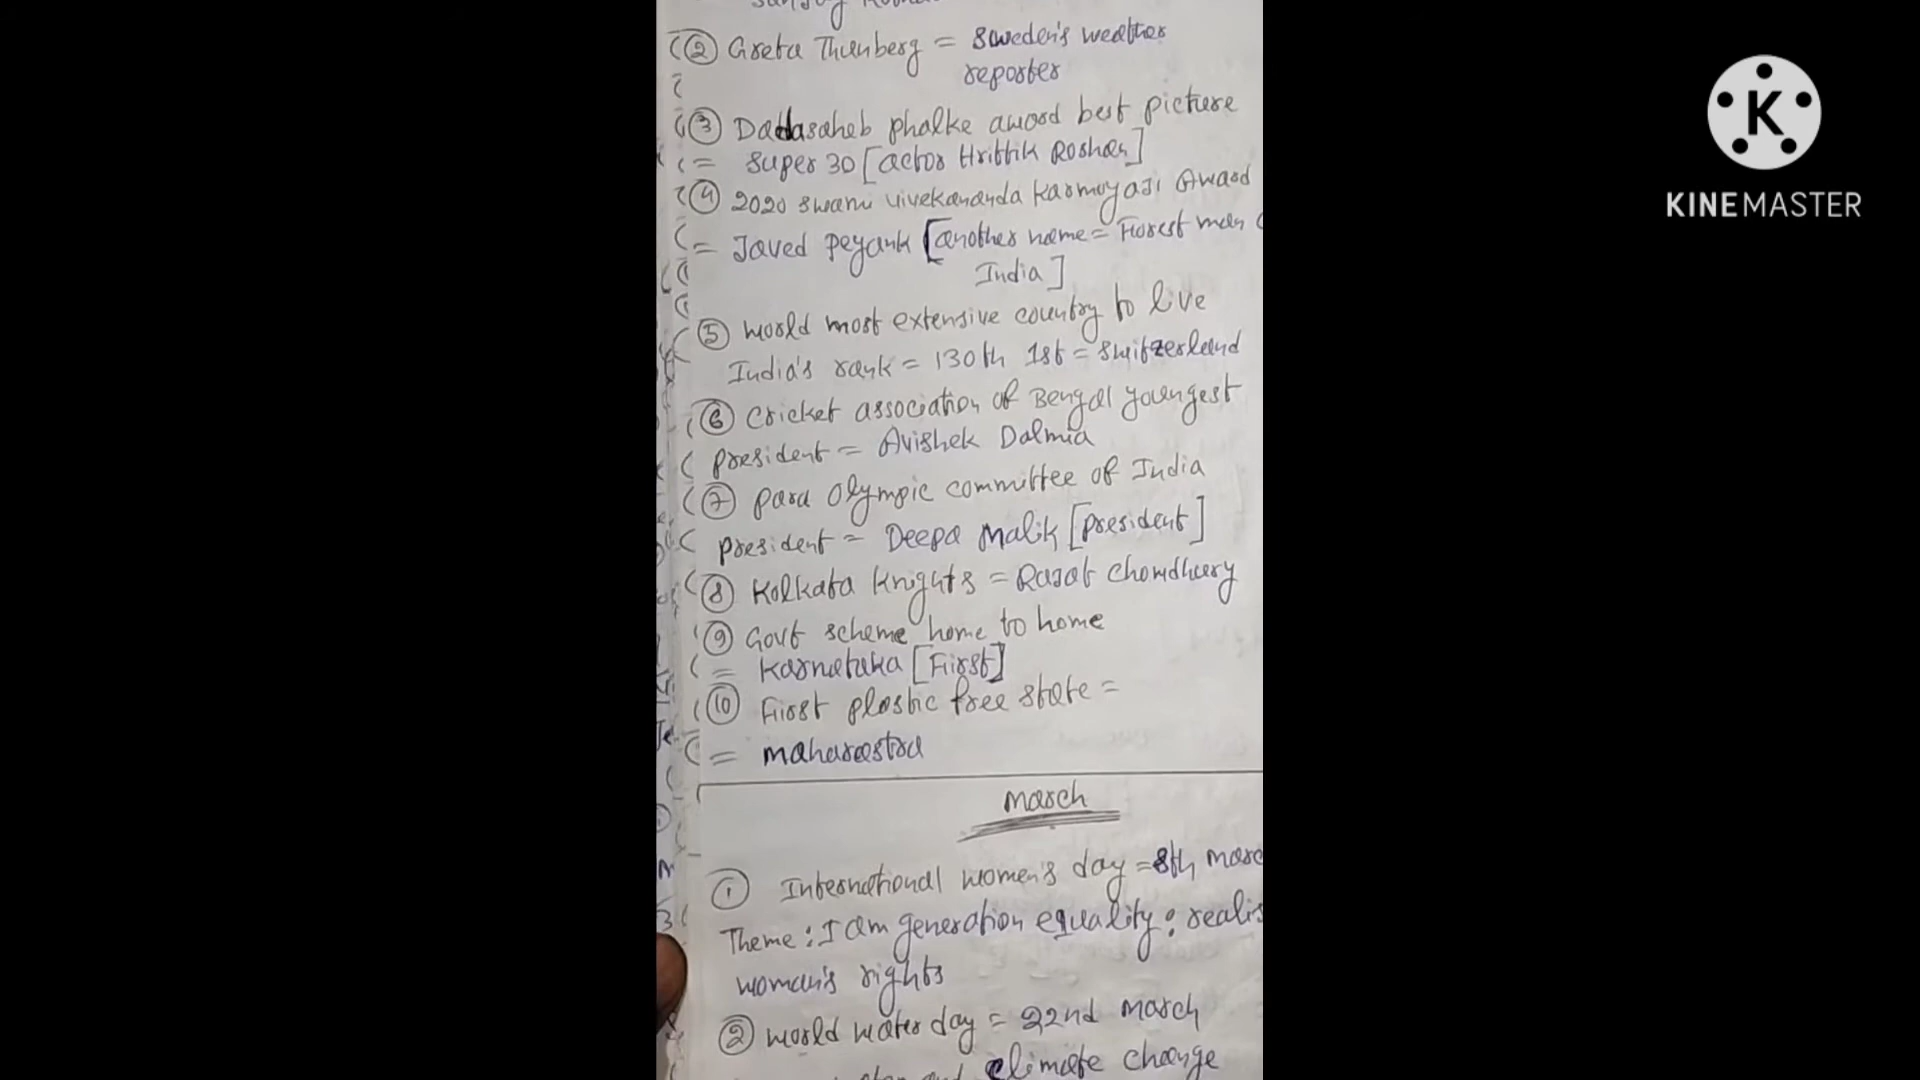 ② Greta Thunberg = Sweden's weather
reporter
③ Dadasaheb phalke award best picture
= Super 30 [actor Hrittik Roshan]
④ 2020 Swami Vivekananda Karmoyagi Award
= Javed Peyank [another name = Forest man
India]
⑤ World most extensive country to live
India's rank = 130th 1st = Switzerland
⑥ Cricket association of Bengal youngest
president = Avishek Dalmia
⑦ Para Olympic committee of India
president = Deepa Malik [president]
⑧ Kolkata Knights = Rajat Chowdhury
⑨ Govt scheme home to home
= Karnataka [First]
⑩ First plastic free state =
= maharastra
March
① International women's day = 8th marc
Theme : I am generation equality : realis
woman's rights
② World water day = 22nd March
climate change
K
KINEMASTER